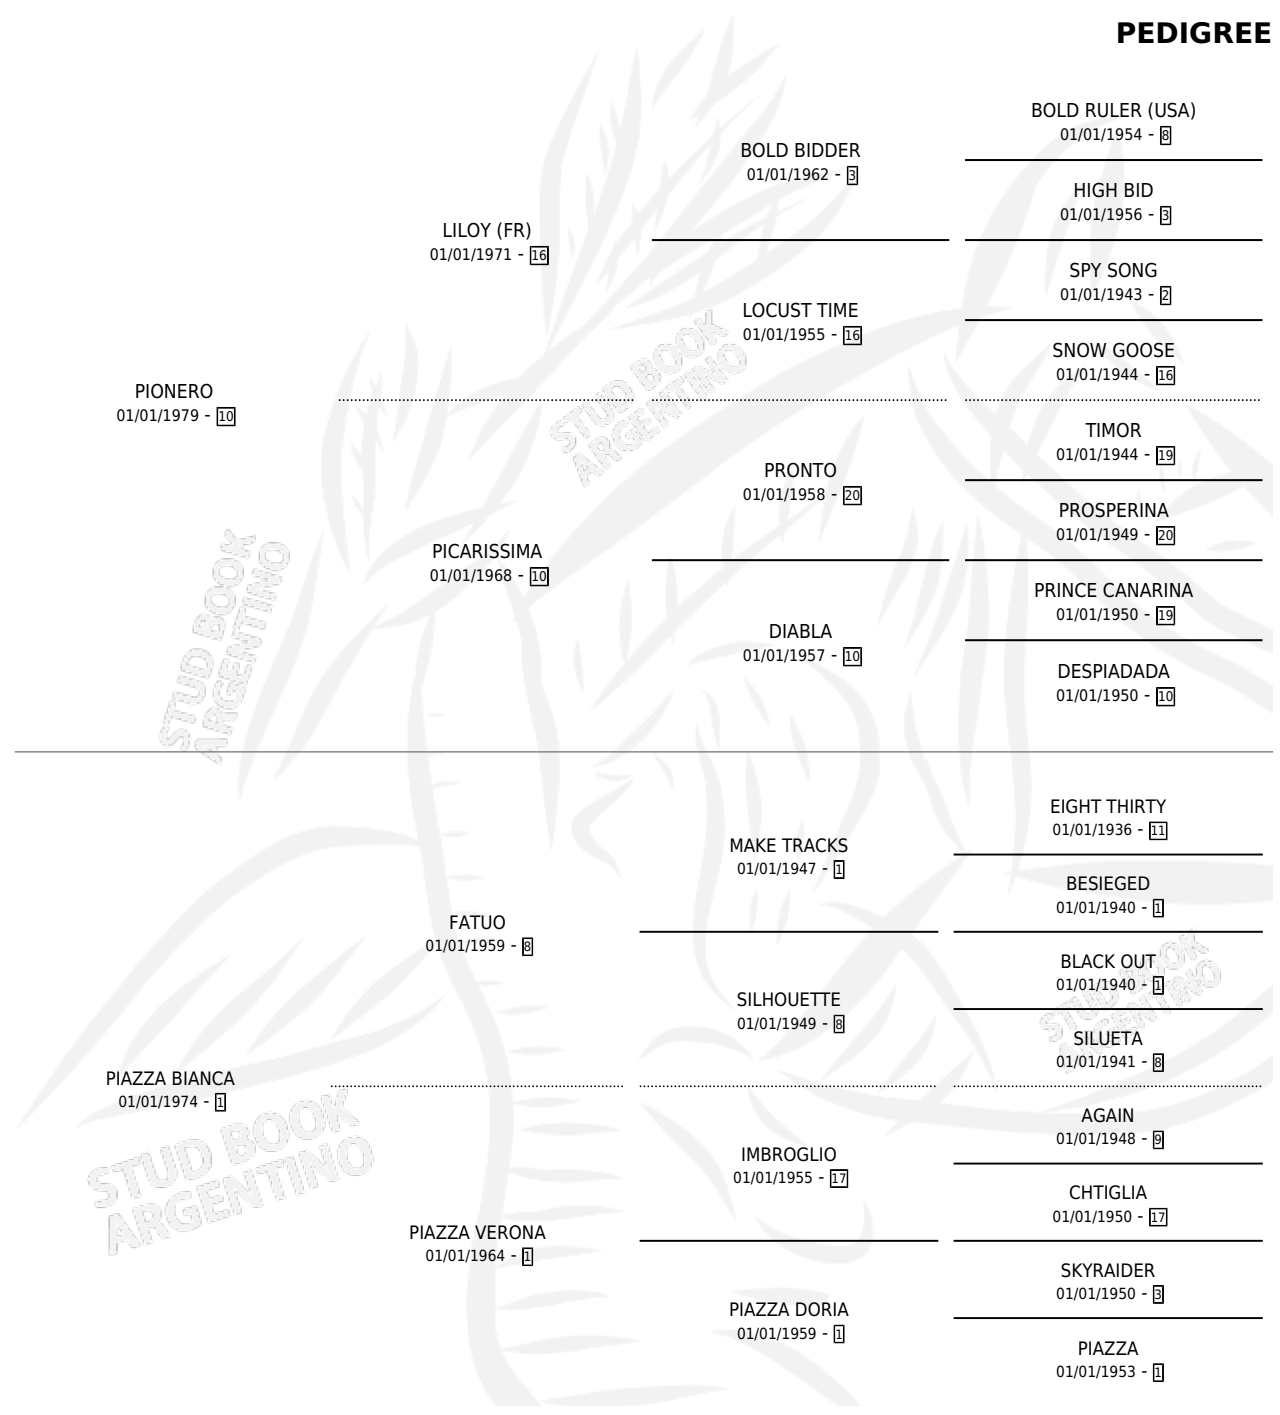 PEDIGREE
BOLD RULER (USA)
01/01/1954 - 8
BOLD BIDDER
01/01/1962 - 3
HIGH BID
01/01/1956 - 3
LILOY (FR)
01/01/1971 - 16
SPY SONG
01/01/1943 - 2
LOCUST TIME
01/01/1955 - 16
SNOW GOOSE
01/01/1944 - 16
PIONERO
01/01/1979 - 10
TIMOR
01/01/1944 - 19
PRONTO
01/01/1958 - 20
PROSPERINA
01/01/1949 - 20
PICARISSIMA
01/01/1968 - 10
PRINCE CANARINA
01/01/1950 - 19
DIABLA
01/01/1957 - 10
DESPIADADA
01/01/1950 - 10
EIGHT THIRTY
01/01/1936 - 11
MAKE TRACKS
01/01/1947 - 1
BESIEGED
01/01/1940 - 1
FATUO
01/01/1959 - 8
BLACK OUT
01/01/1940 - 1
SILHOUETTE
01/01/1949 - 8
SILUETA
01/01/1941 - 8
PIAZZA BIANCA
01/01/1974 - 1
AGAIN
01/01/1948 - 9
IMBROGLIO
01/01/1955 - 17
CHTIGLIA
01/01/1950 - 17
PIAZZA VERONA
01/01/1964 - 1
SKYRAIDER
01/01/1950 - 3
PIAZZA DORIA
01/01/1959 - 1
PIAZZA
01/01/1953 - 1
STUD BOOK
ARGENTINO
STUD BOOK
ARGENTINO
STUD BOOK
ARGENTINO
STUD BOOK
ARGENTINO